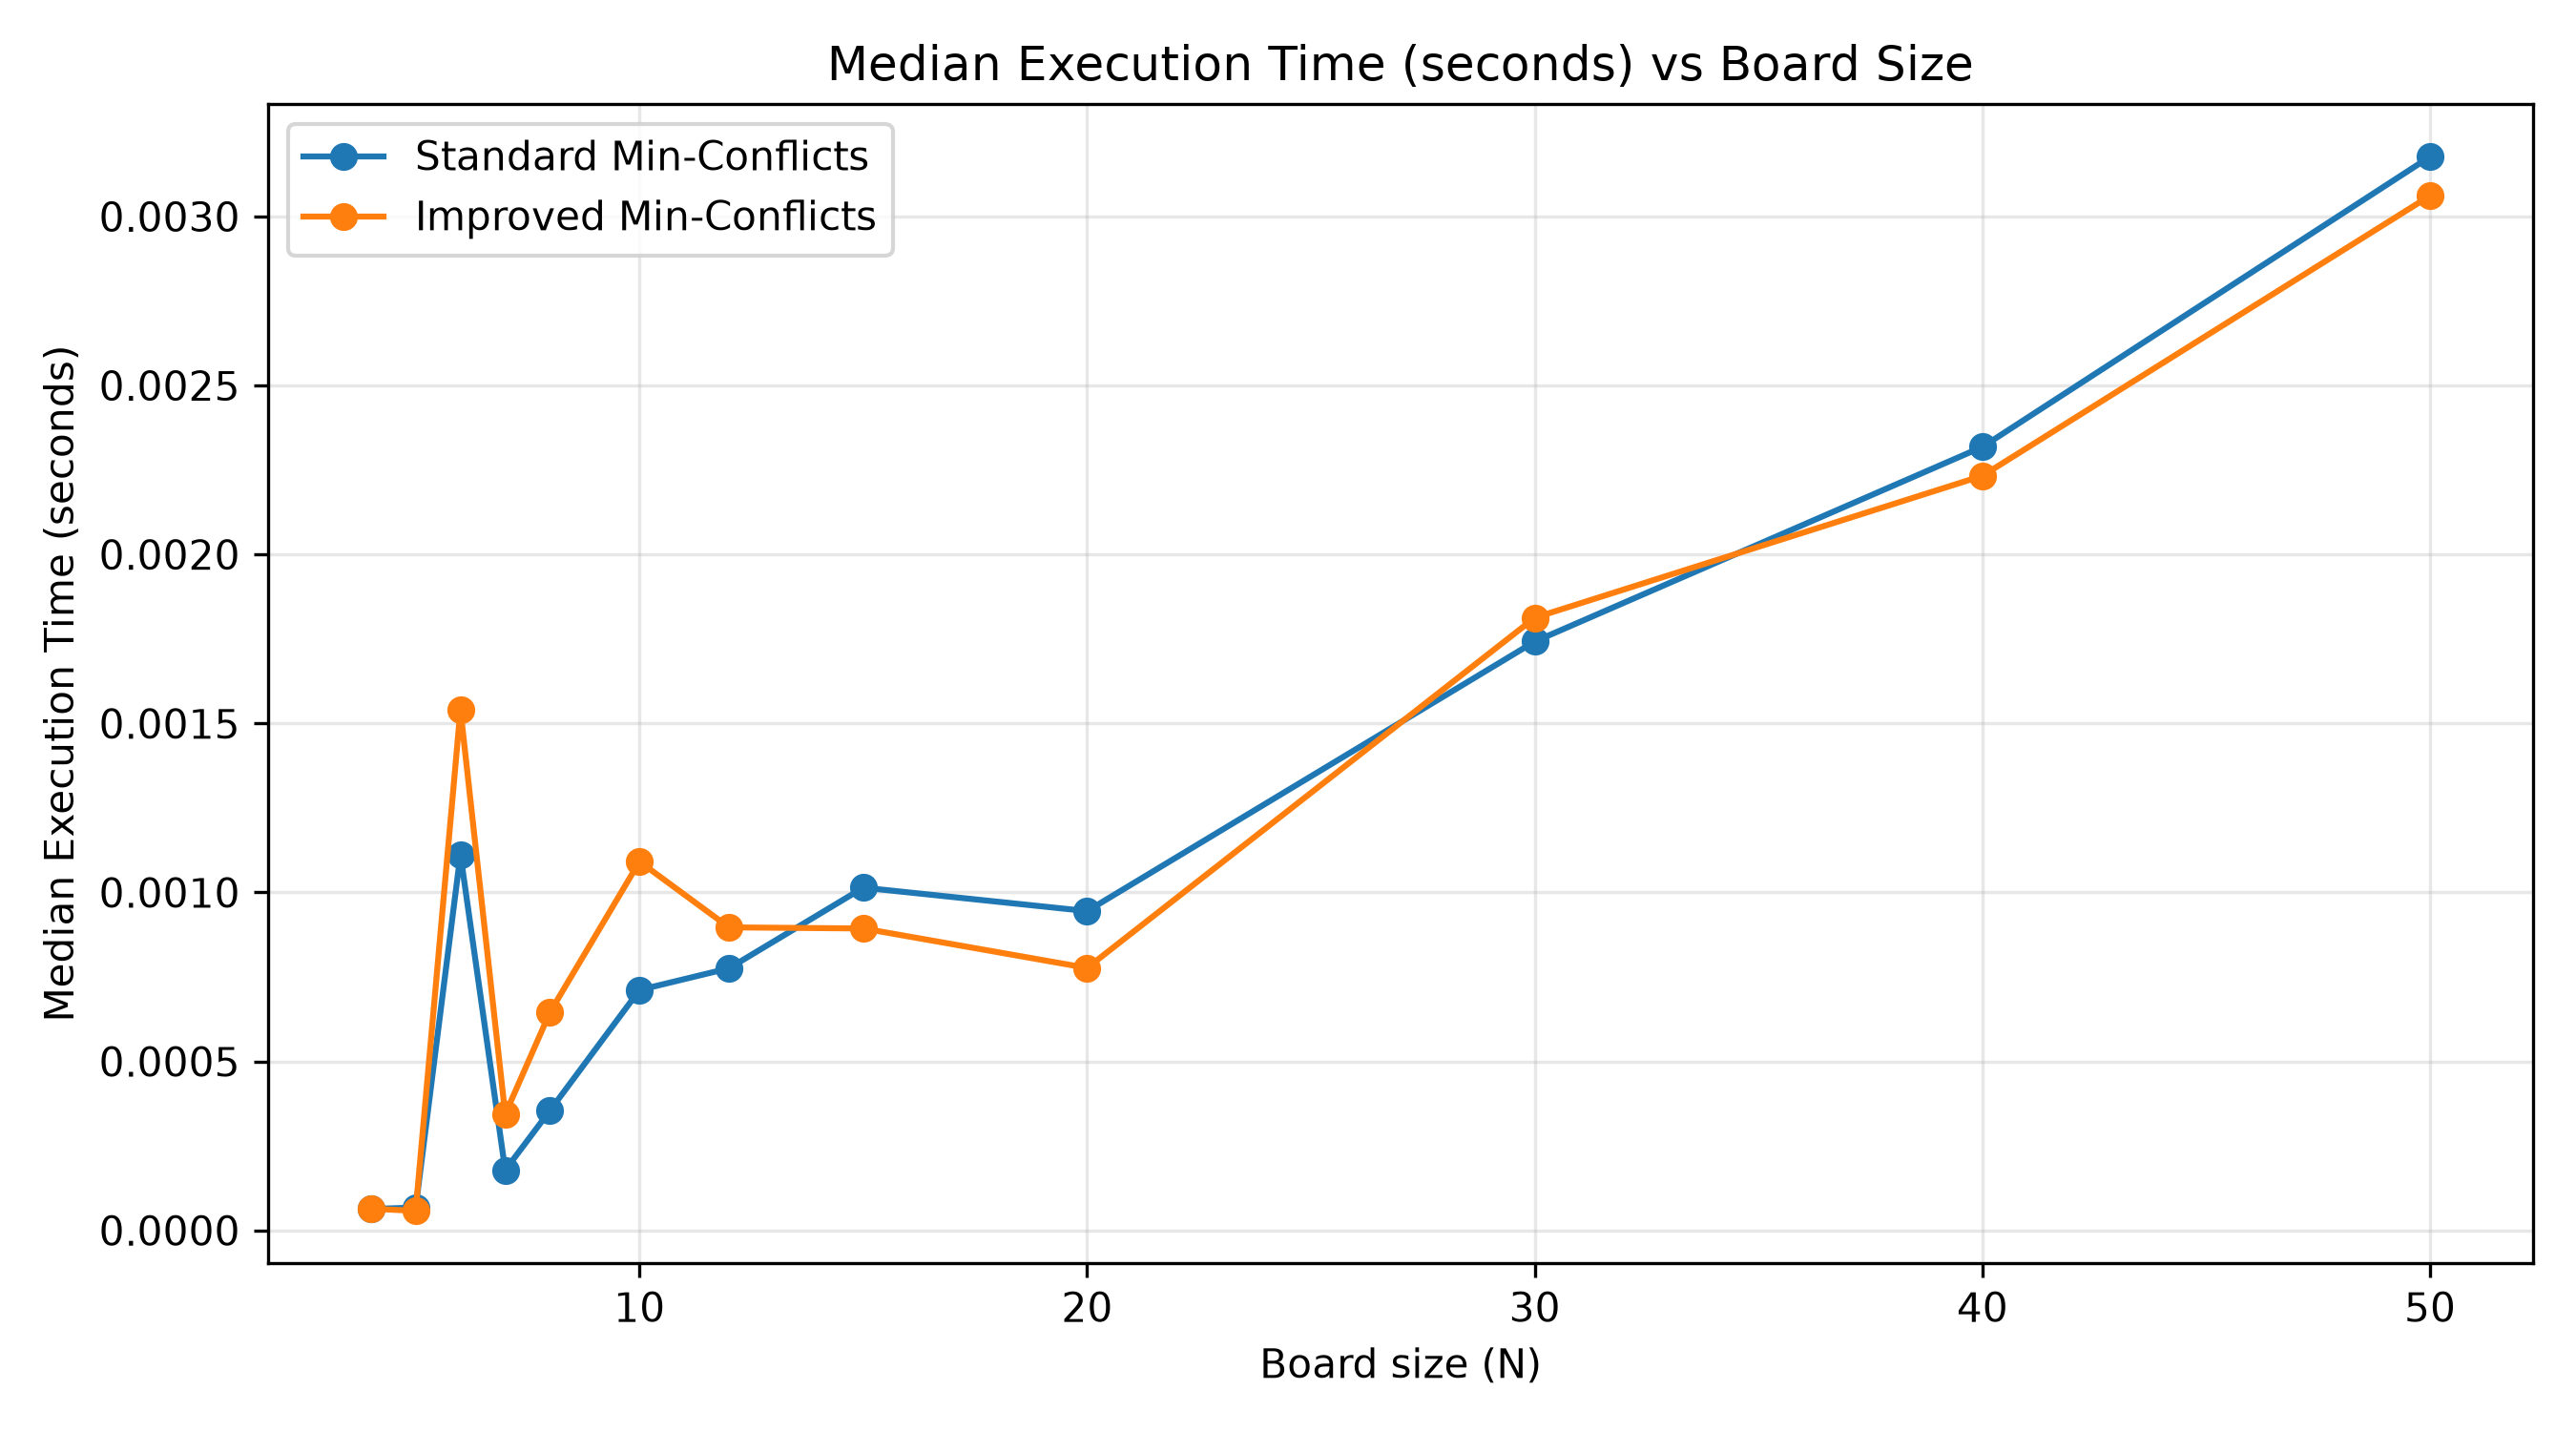 Median Execution Time (seconds) vs Board Size
Standard Min-Conflicts
Improved Min-Conflicts
Median Execution Time (seconds)
0.0030
0.0025
0.0020
0.0015
0.0010
0.0005
0.0000
10 20 30 40 50
Board size (N)